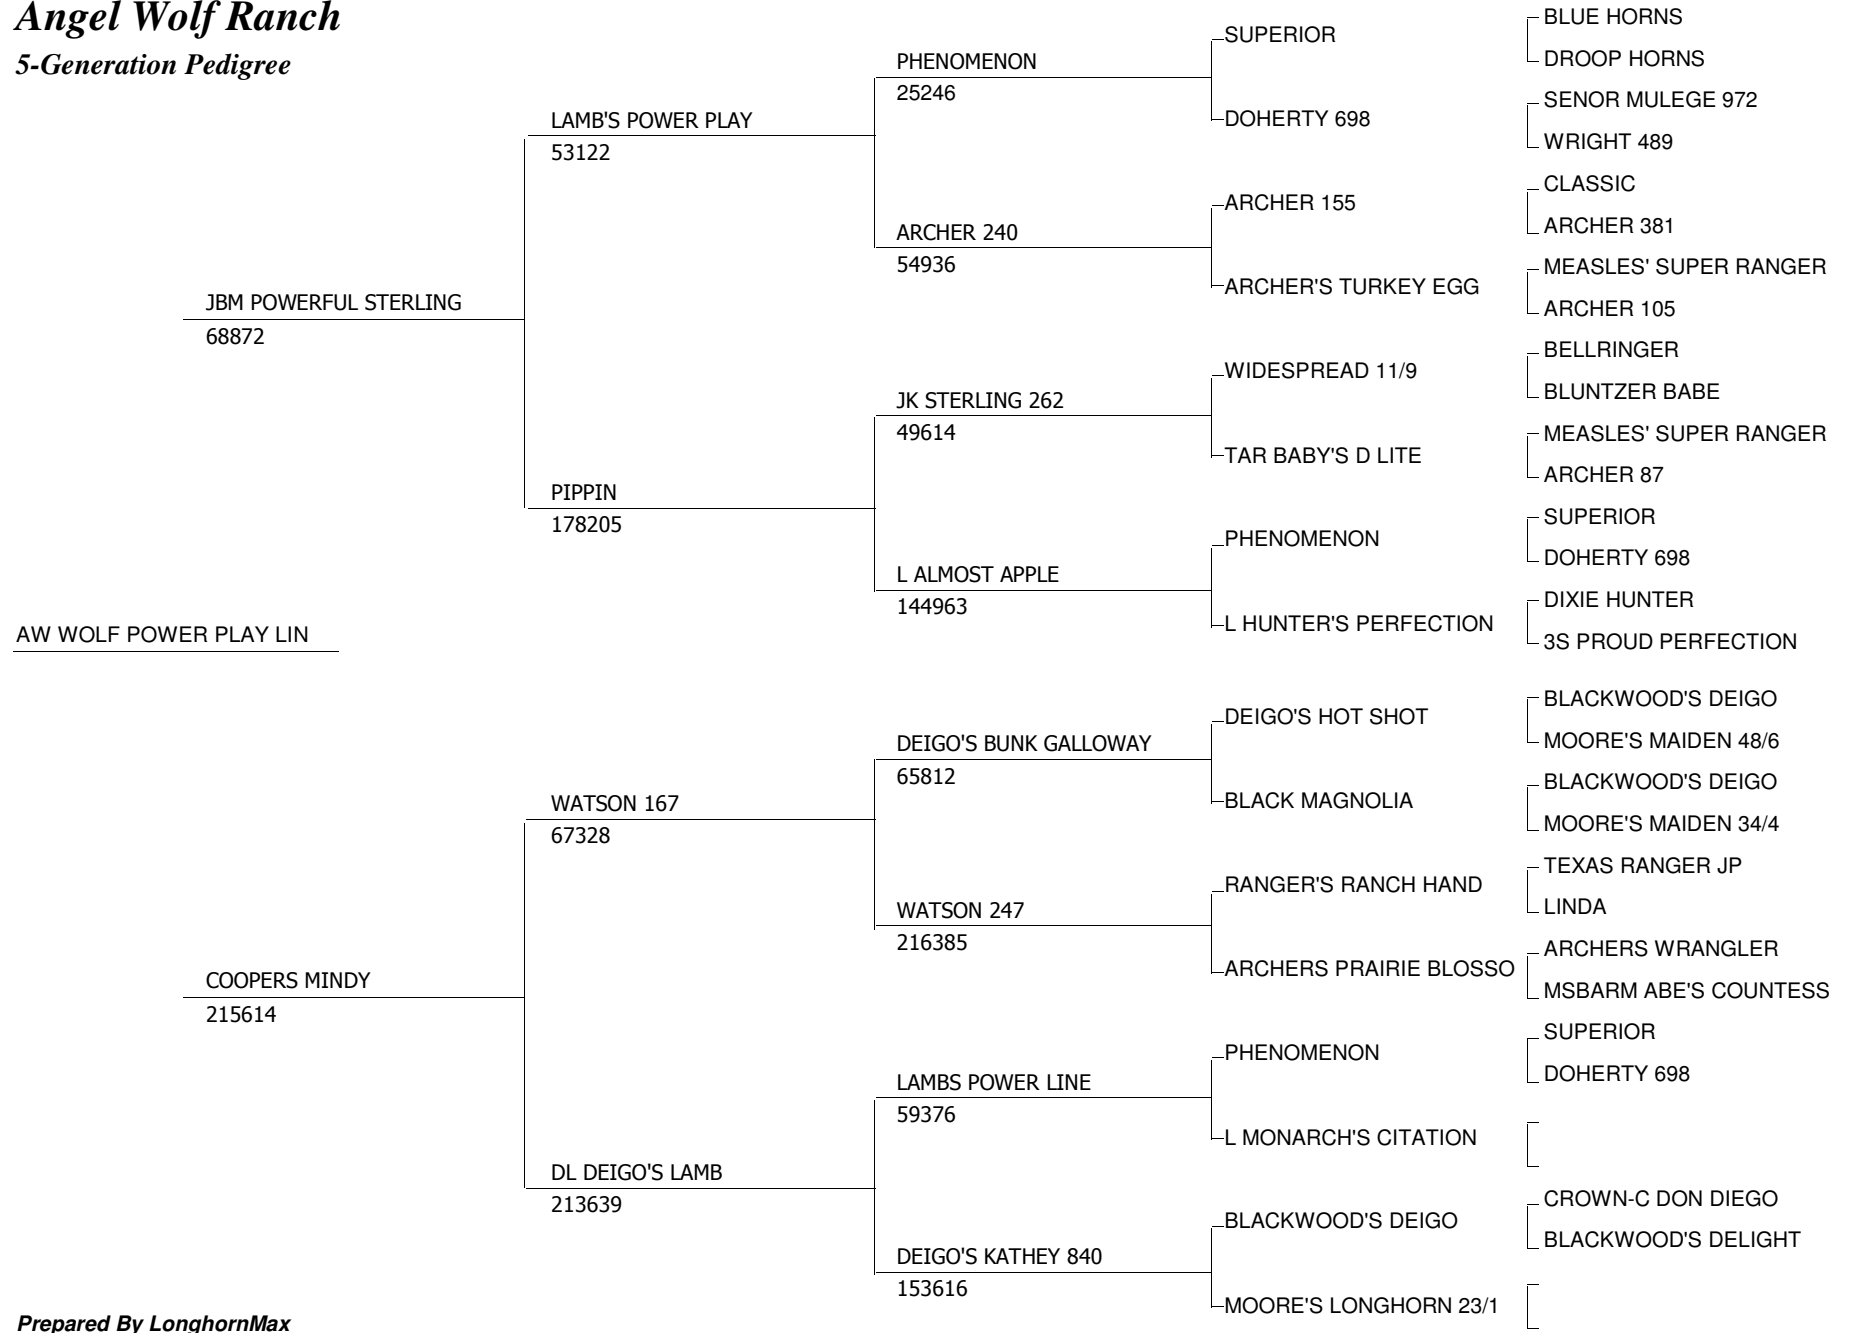 Angel Wolf Ranch
5-Generation Pedigree
BLUE HORNS
SUPERIOR
DROOP HORNS
PHENOMENON
25246
SENOR MULEGE 972
DOHERTY 698
WRIGHT 489
LAMB'S POWER PLAY
53122
CLASSIC
ARCHER 155
ARCHER 381
ARCHER 240
54936
MEASLES' SUPER RANGER
ARCHER'S TURKEY EGG
ARCHER 105
JBM POWERFUL STERLING
68872
BELLRINGER
WIDESPREAD 11/9
BLUNTZER BABE
JK STERLING 262
49614
MEASLES' SUPER RANGER
TAR BABY'S D LITE
ARCHER 87
PIPPIN
178205
SUPERIOR
PHENOMENON
DOHERTY 698
L ALMOST APPLE
144963
DIXIE HUNTER
L HUNTER'S PERFECTION
3S PROUD PERFECTION
AW WOLF POWER PLAY LIN
BLACKWOOD'S DEIGO
DEIGO'S HOT SHOT
MOORE'S MAIDEN 48/6
DEIGO'S BUNK GALLOWAY
65812
BLACKWOOD'S DEIGO
BLACK MAGNOLIA
MOORE'S MAIDEN 34/4
WATSON 167
67328
TEXAS RANGER JP
RANGER'S RANCH HAND
LINDA
WATSON 247
216385
ARCHERS WRANGLER
ARCHERS PRAIRIE BLOSSO
MSBARM ABE'S COUNTESS
COOPERS MINDY
215614
SUPERIOR
PHENOMENON
DOHERTY 698
LAMBS POWER LINE
59376
L MONARCH'S CITATION
DL DEIGO'S LAMB
213639
CROWN-C DON DIEGO
BLACKWOOD'S DEIGO
BLACKWOOD'S DELIGHT
DEIGO'S KATHEY 840
153616
MOORE'S LONGHORN 23/1
Prepared By LonghornMax